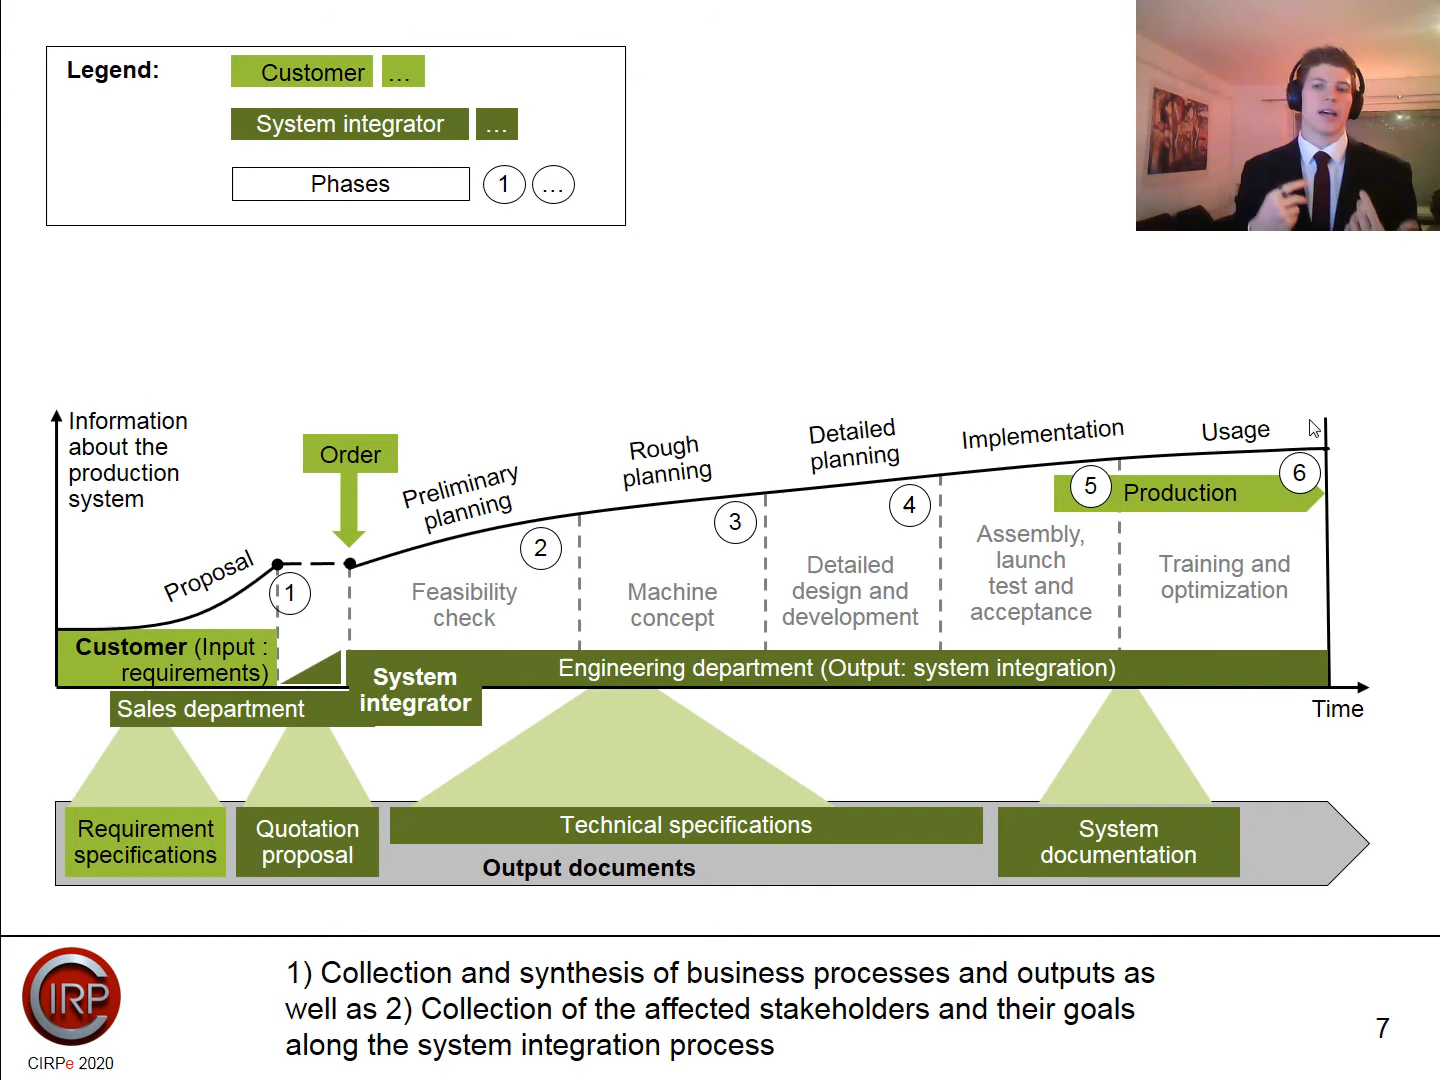 Legend:
Customer
...
System integrator
...
Phases
1
...
Information
about the
production
system
Order
Proposal
1
Preliminary
planning
2
Rough
planning
3
Detailed
planning
4
Implementation
5
Usage
6
Production
Feasibility
check
Machine
concept
Detailed
design and
development
Assembly,
launch
test and
acceptance
Training and
optimization
Customer (Input :
requirements)
System
integrator
Engineering department (Output: system integration)
Sales department
Time
Requirement
specifications
Quotation
proposal
Technical specifications
Output documents
System
documentation
CIRP
CIRPe 2020
1) Collection and synthesis of business processes and outputs as
well as 2) Collection of the affected stakeholders and their goals
along the system integration process
7